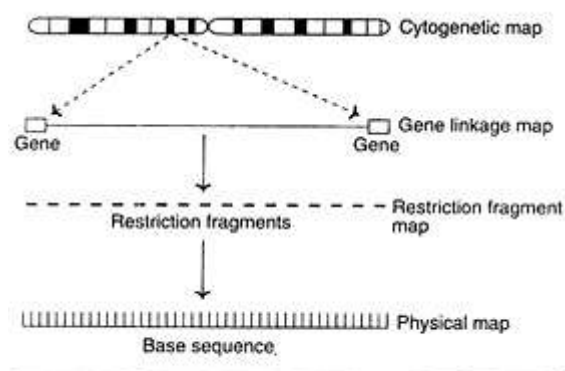 Cytogenetic map
Gene linkage map
Gene
Gene
Restriction fragments
Restriction fragment
map
Physical map
Base sequence.